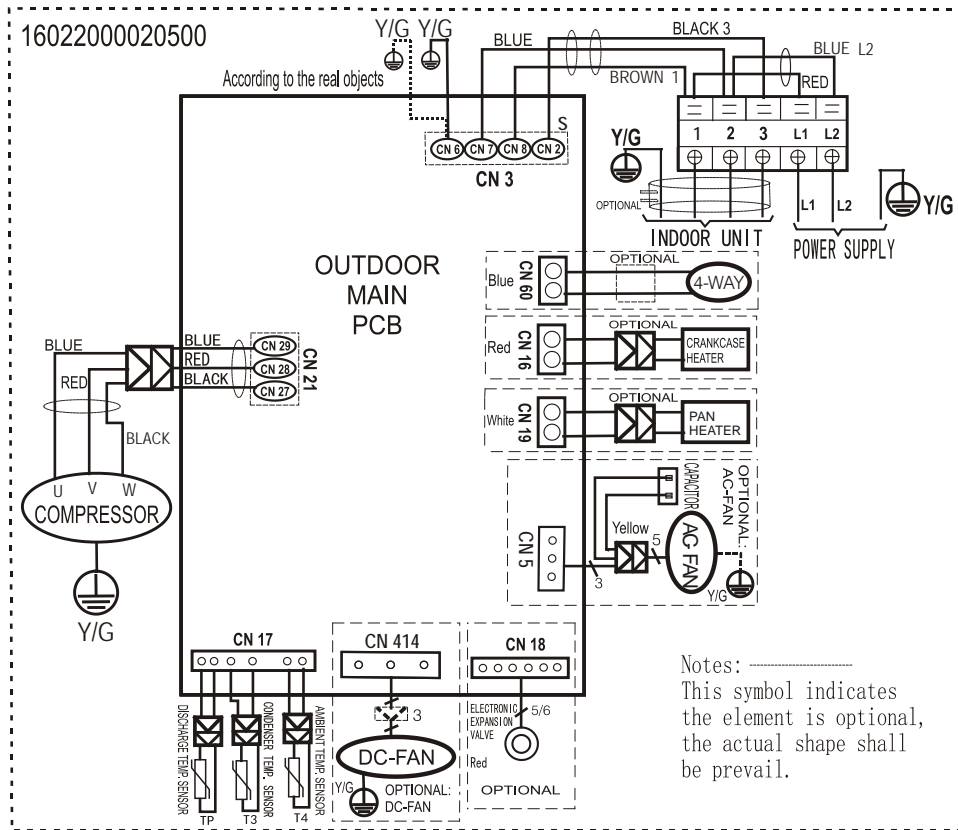 16022000020500
Y/G Y/G
BLACK 3
BLUE
BLUE L2
BROWN 1
RED
According to the real objects
S
CN 6 CN 7 CN 8 CN 2
CN 3
1 2 3 L1 L2
Y/G
OPTIONAL
L1 L2
Y/G
INDOOR UNIT
POWER SUPPLY
OUTDOOR
MAIN
PCB
Blue
CN 60
OPTIONAL
4-WAY
Red
CN 16
OPTIONAL
CRANKCASE
HEATER
White
CN 19
OPTIONAL
PAN
HEATER
BLUE
RED
BLACK
CN 29
CN 28
CN 27
CN 21
BLUE
RED
BLACK
U V W
COMPRESSOR
Y/G
CN 5
3
Yellow
5
CAPACITOR
AC FAN
OPTIONAL:
AC-FAN
Y/G
CN 17
DISCHARGE TEMP. SENSOR
CONDENSER TEMP. SENSOR
AMBIENT TEMP. SENSOR
TP T3 T4
CN 414
3
DC-FAN
Y/G
OPTIONAL:
DC-FAN
CN 18
ELECTRONIC
EXPANSION
VALVE
5/6
Red
OPTIONAL
Notes:
This symbol indicates
the element is optional,
the actual shape shall
be prevail.